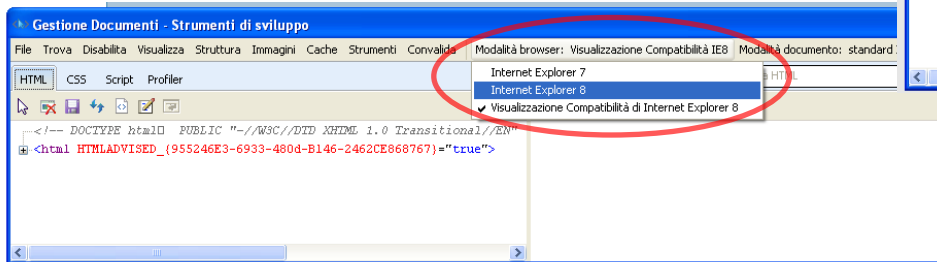 Gestione Documenti - Strumenti di sviluppo
File Trova Disabilita Visualizza Struttura Immagini Cache Strumenti Convalida Modalità browser: Visualizzazione Compatibilità IE8 Modalità documento: standard
HTML CSS Script Profiler
Internet Explorer 7
HTML
Internet Explorer 8
✓ Visualizzazione Compatibilità di Internet Explorer 8
<!-- DOCTYPE html□ PUBLIC "-//W3C//DTD XHTML 1.0 Transitional//EN"
<html HTMLADVISED_{955246E3-6933-480d-B146-2462CE868767}="true">